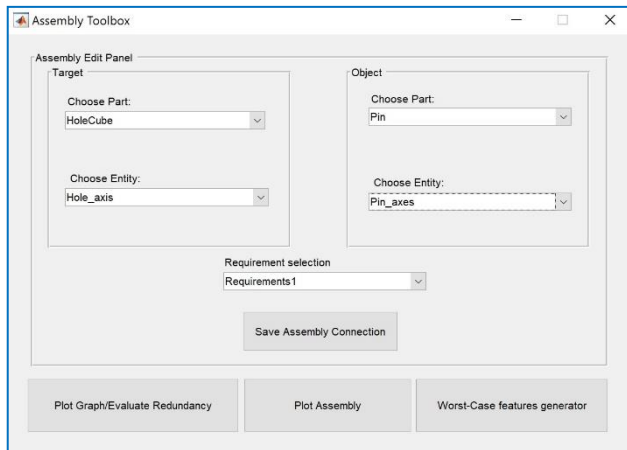 Assembly Toolbox
Assembly Edit Panel
Target
Choose Part:
HoleCube
Choose Entity:
Hole_axis
Object
Choose Part:
Pin
Choose Entity:
Pin_axes
Requirement selection
Requirements1
Save Assembly Connection
Plot Graph/Evaluate Redundancy
Plot Assembly
Worst-Case features generator